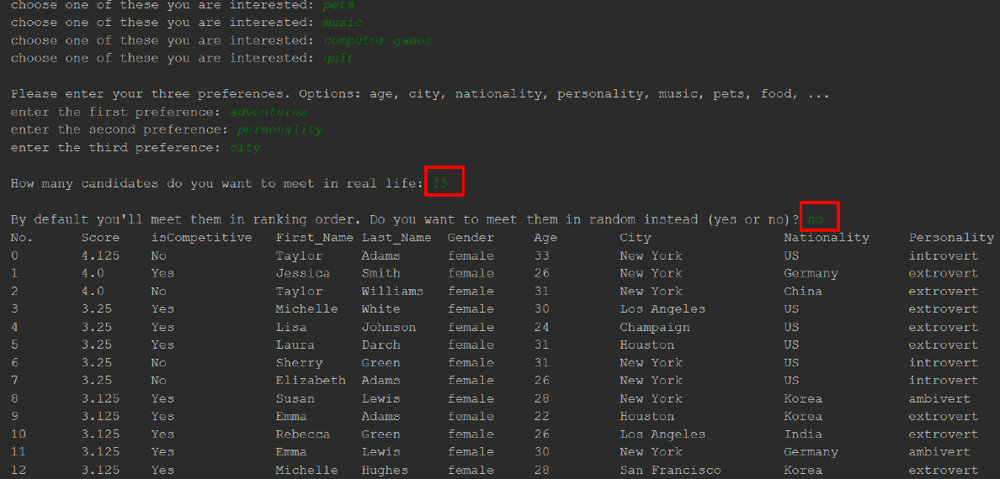 choose one of these you are interested: pets
choose one of these you are interested: music
choose one of these you are interested: computer games
choose one of these you are interested: quit
Please enter your three preferences. Options: age, city, nationality, personality, music, pets, food, ...
enter the first preference: adventures
enter the second preference: personality
enter the third preference: city
How many candidates do you want to meet in real life: 15
By default you'll meet them in ranking order. Do you want to meet them in random instead (yes or no)? no
No. Score isCompetitive First_Name Last_Name Gender Age City Nationality Personality
0 4.125 No Taylor Adams female 33 New York US introvert
1 4.0 Yes Jessica Smith female 26 New York Germany extrovert
2 4.0 No Taylor Williams female 31 New York China extrovert
3 3.25 Yes Michelle White female 30 Los Angeles US extrovert
4 3.25 Yes Lisa Johnson female 24 Champaign US extrovert
5 3.25 Yes Laura Darch female 31 Houston US extrovert
6 3.25 No Sherry Green female 31 New York US introvert
7 3.25 No Elizabeth Adams female 26 New York US introvert
8 3.125 Yes Susan Lewis female 28 New York Korea ambivert
9 3.125 Yes Emma Adams female 22 Houston Korea extrovert
10 3.125 Yes Rebecca Green female 26 Los Angeles India extrovert
11 3.125 Yes Emma Lewis female 30 New York Germany ambivert
12 3.125 Yes Michelle Hughes female 28 San Francisco Korea extrovert